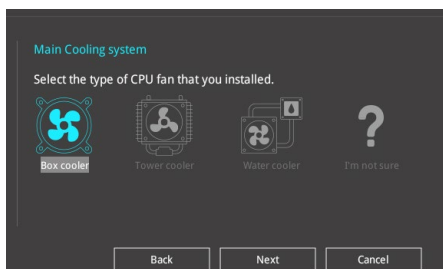 Main Cooling system
Select the type of CPU fan that you installed.
Box cooler Tower cooler Water cooler I'm not sure
Back Next Cancel